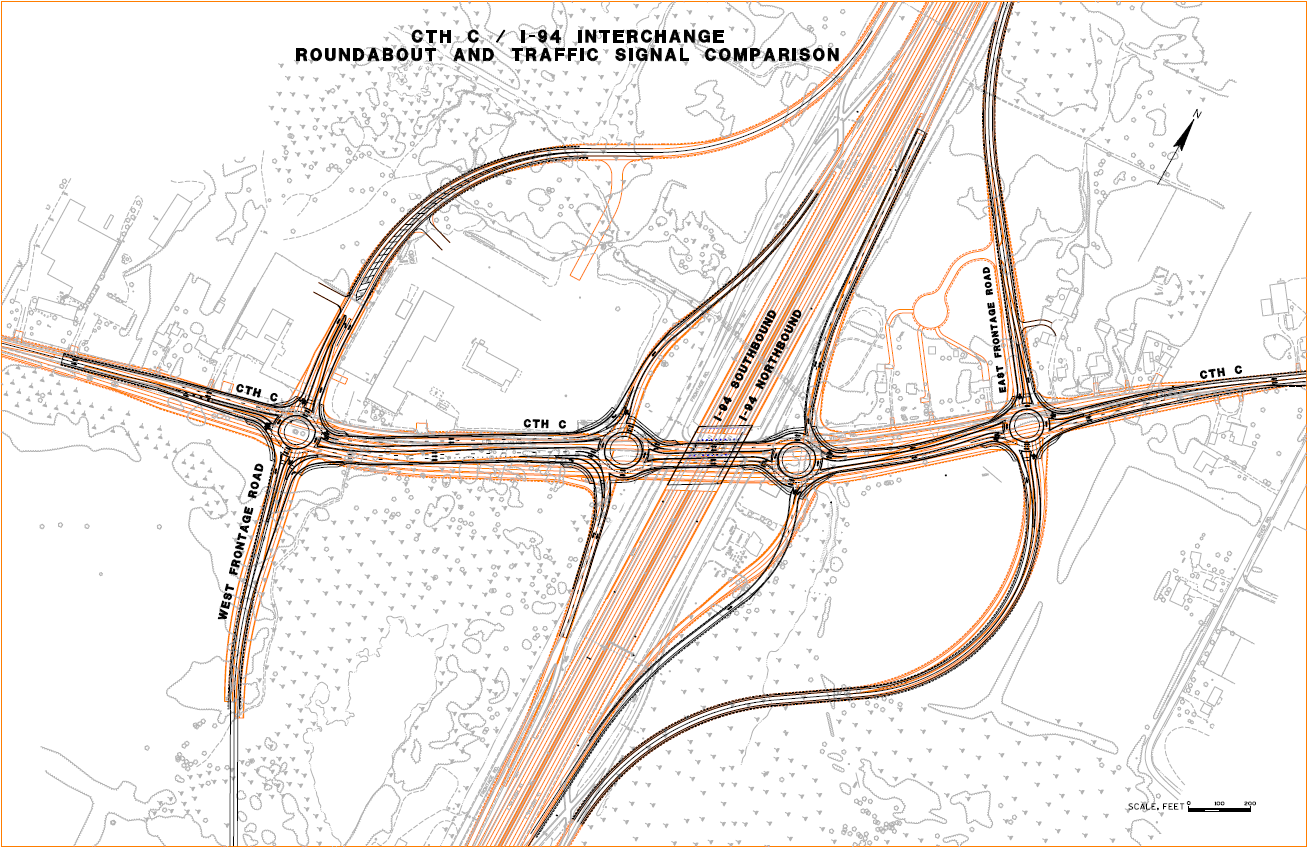 CTH C / I-94 INTERCHANGE
ROUNDABOUT AND TRAFFIC SIGNAL COMPARISON
N
I-94 SOUTHBOUND
I-94 NORTHBOUND
EAST FRONTAGE ROAD
CTH C
CTH C
CTH C
WEST FRONTAGE ROAD
SCALE, FEET 0 100 200